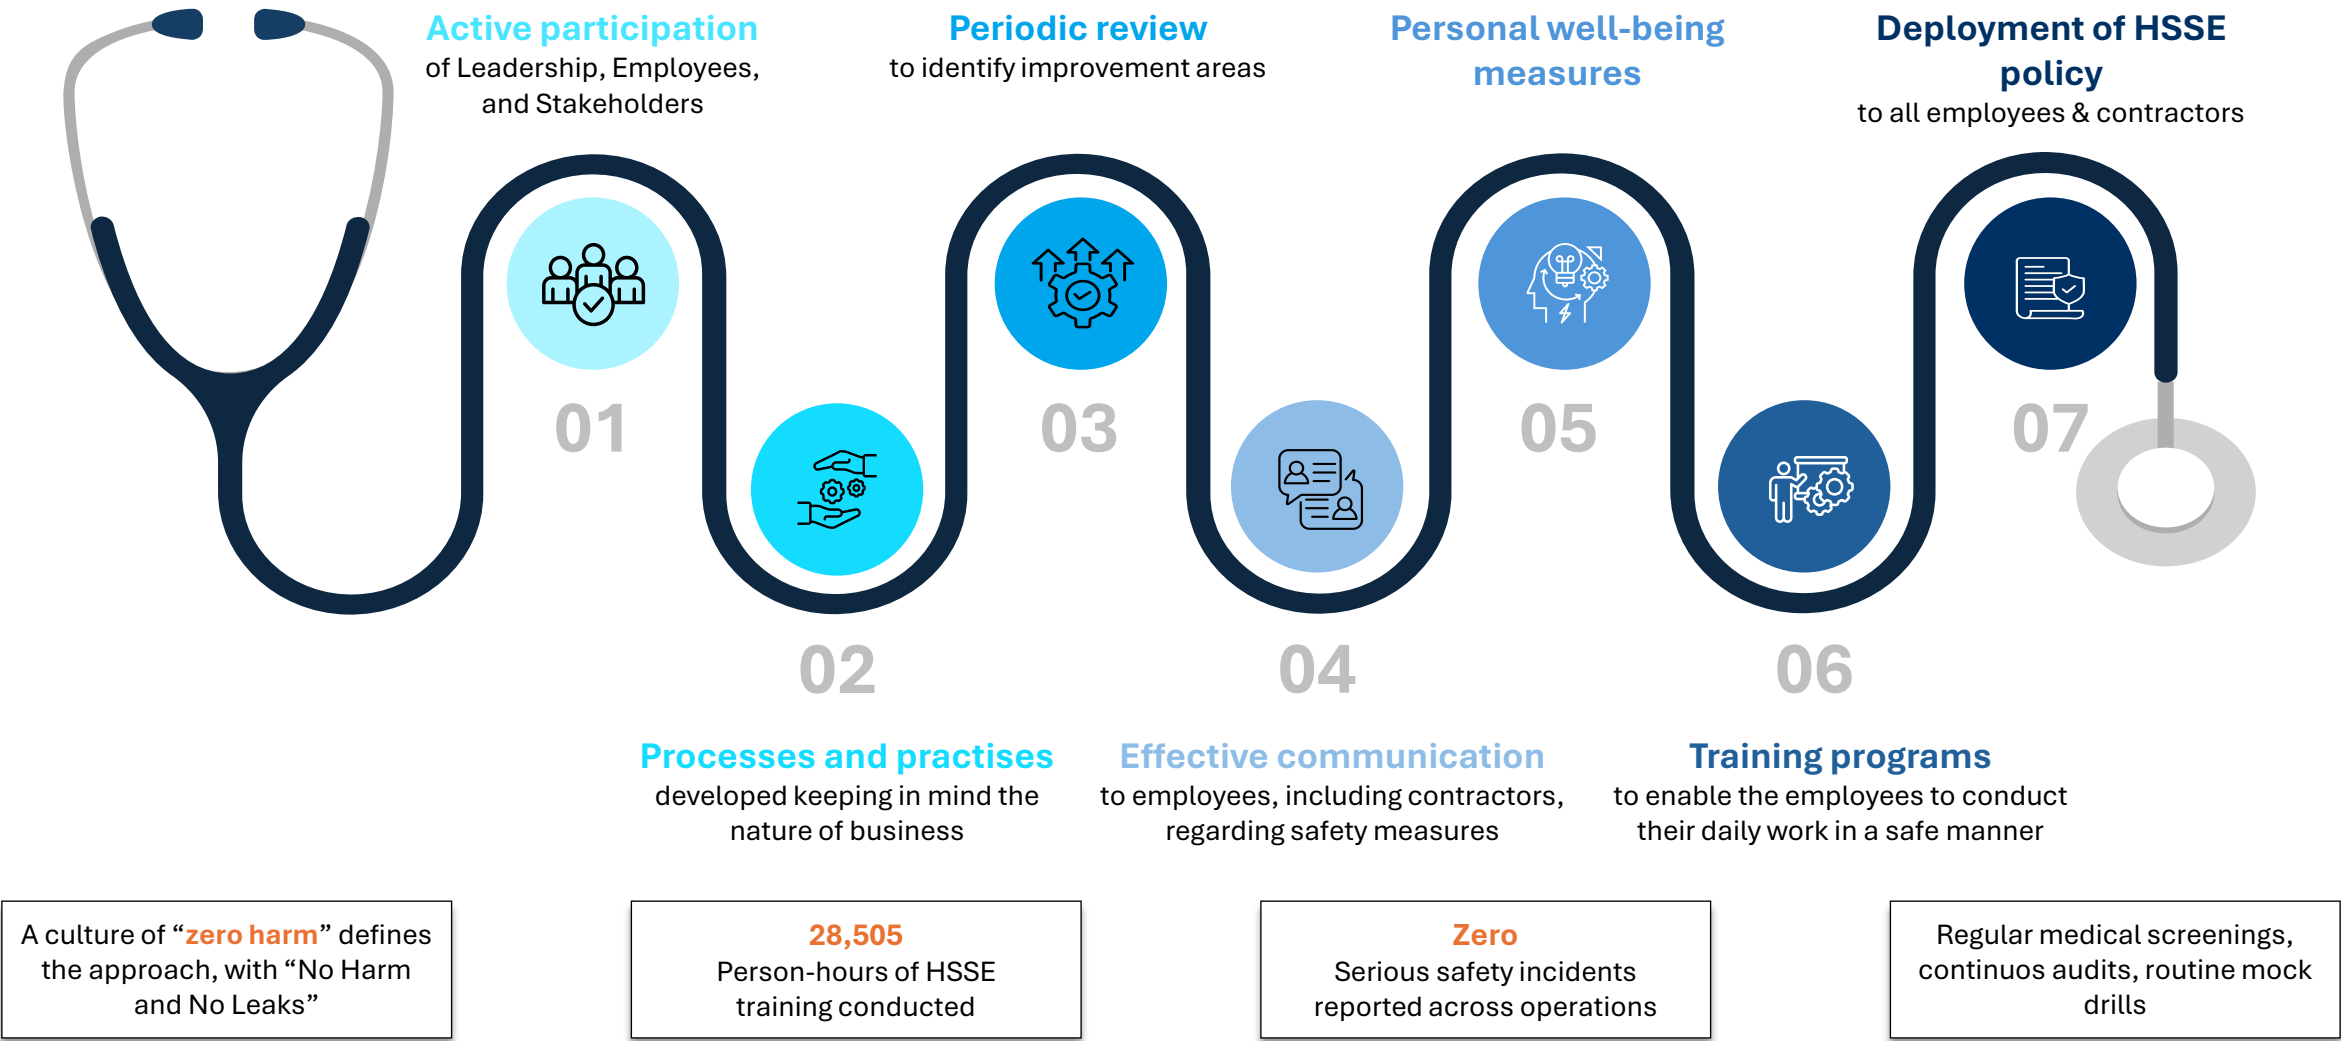 Active participation
of Leadership, Employees,
and Stakeholders
01
Processes and practises
developed keeping in mind the
nature of business
02
Periodic review
to identify improvement areas
03
Effective communication
to employees, including contractors,
regarding safety measures
04
Personal well-being
measures
05
Training programs
to enable the employees to conduct
their daily work in a safe manner
06
Deployment of HSSE
policy
to all employees & contractors
07
A culture of “zero harm” defines
the approach, with “No Harm
and No Leaks”
28,505
Person-hours of HSSE
training conducted
Zero
Serious safety incidents
reported across operations
Regular medical screenings,
continuos audits, routine mock
drills